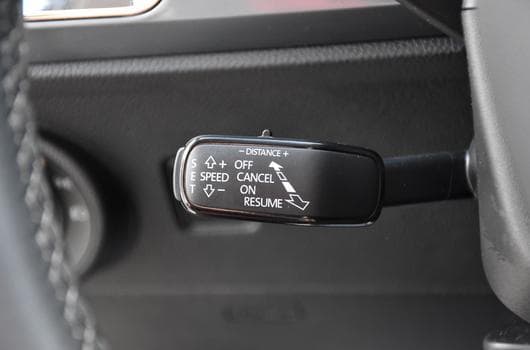 – DISTANCE +
S + OFF
E SPEED CANCEL
T – ON
RESUME